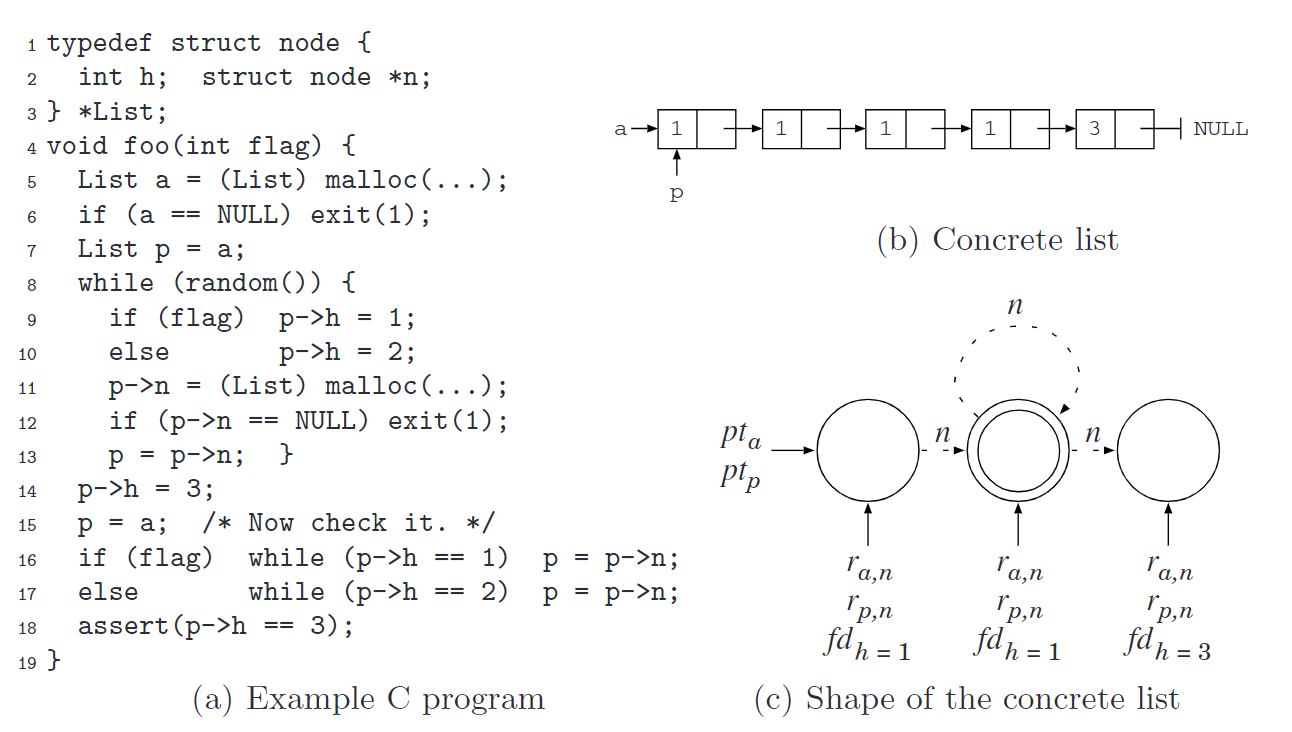 1 typedef struct node {
2   int h;  struct node *n;
3 } *List;
4 void foo(int flag) {
5   List a = (List) malloc(...);
6   if (a == NULL) exit(1);
7   List p = a;
8   while (random()) {
9     if (flag)  p->h = 1;
10     else       p->h = 2;
11     p->n = (List) malloc(...);
12     if (p->n == NULL) exit(1);
13     p = p->n;  }
14   p->h = 3;
15   p = a;  /* Now check it. */
16   if (flag)  while (p->h == 1)  p = p->n;
17   else       while (p->h == 2)  p = p->n;
18   assert(p->h == 3);
19 }
(a) Example C program
a 1 1 1 1 3 NULL
p
(b) Concrete list
n
pt_a n n
pt_p
r_{a,n} r_{a,n} r_{a,n}
r_{p,n} r_{p,n} r_{p,n}
fd_{h = 1} fd_{h = 1} fd_{h = 3}
(c) Shape of the concrete list